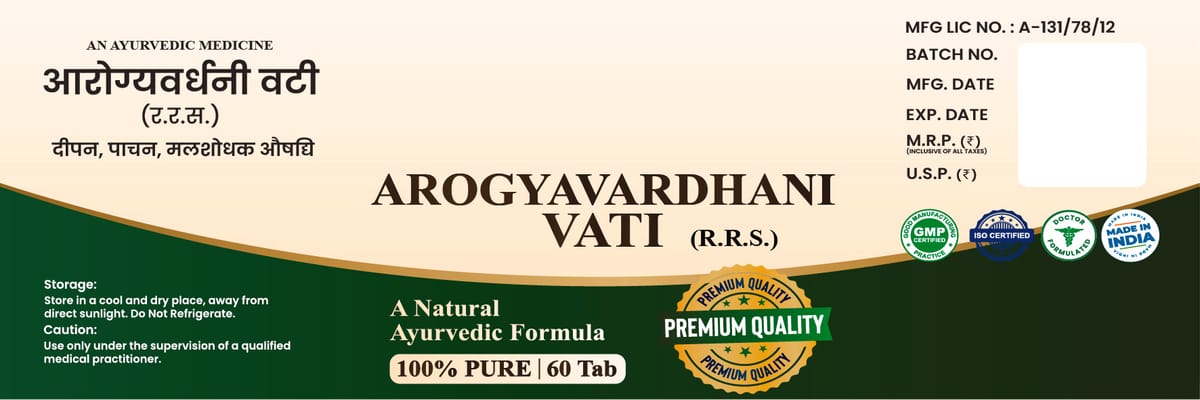 AN AYURVEDIC MEDICINE
आरोग्यवर्धनी वटी
(र.र.स.)
दीपन, पाचन, मलशोधक औषधि
Storage:
Store in a cool and dry place, away from
direct sunlight. Do Not Refrigerate.
Caution:
Use only under the supervision of a qualified
medical practitioner.
AROGYAVARDHANI
VATI (R.R.S.)
A Natural
Ayurvedic Formula
100% PURE | 60 Tab
PREMIUM QUALITY
PREMIUM QUALITY
PREMIUM QUALITY
MFG LIC NO. : A-131/78/12
BATCH NO.
MFG. DATE
EXP. DATE
M.R.P. (₹)
(INCLUSIVE OF ALL TAXES)
U.S.P. (₹)
GOOD MANUFACTURING
GMP
CERTIFIED
PRACTICE
ISO CERTIFIED
DOCTOR
FORMULATED
MADE IN INDIA
MADE IN
INDIA